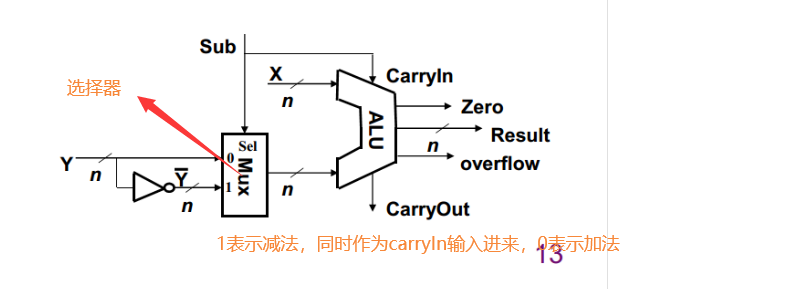 Sub
X
CarryIn
选择器
n
Zero
ALU
Sel
Result
0
Y
n
Mux
n
overflow
Y̅
1
n
n
CarryOut
1表示减法，同时作为carryIn输入进来，0表示加法
13